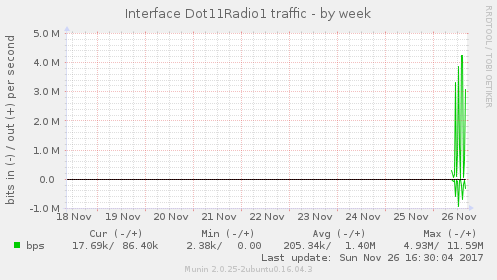 Interface Dot11Radio1 traffic - by week
RRDTOOL / TOBI OETIKER
bits in (-) / out (+) per second
5.0 M
4.0 M
3.0 M
2.0 M
1.0 M
0.0
-1.0 M
18 Nov 19 Nov 20 Nov 21 Nov 22 Nov 23 Nov 24 Nov 25 Nov 26 Nov
Cur (-/+) Min (-/+) Avg (-/+) Max (-/+)
bps 17.69k/ 86.40k 2.38k/ 0.00 205.34k/ 1.40M 4.93M/ 11.59M
Last update: Sun Nov 26 16:30:04 2017
Munin 2.0.25-2ubuntu0.16.04.3